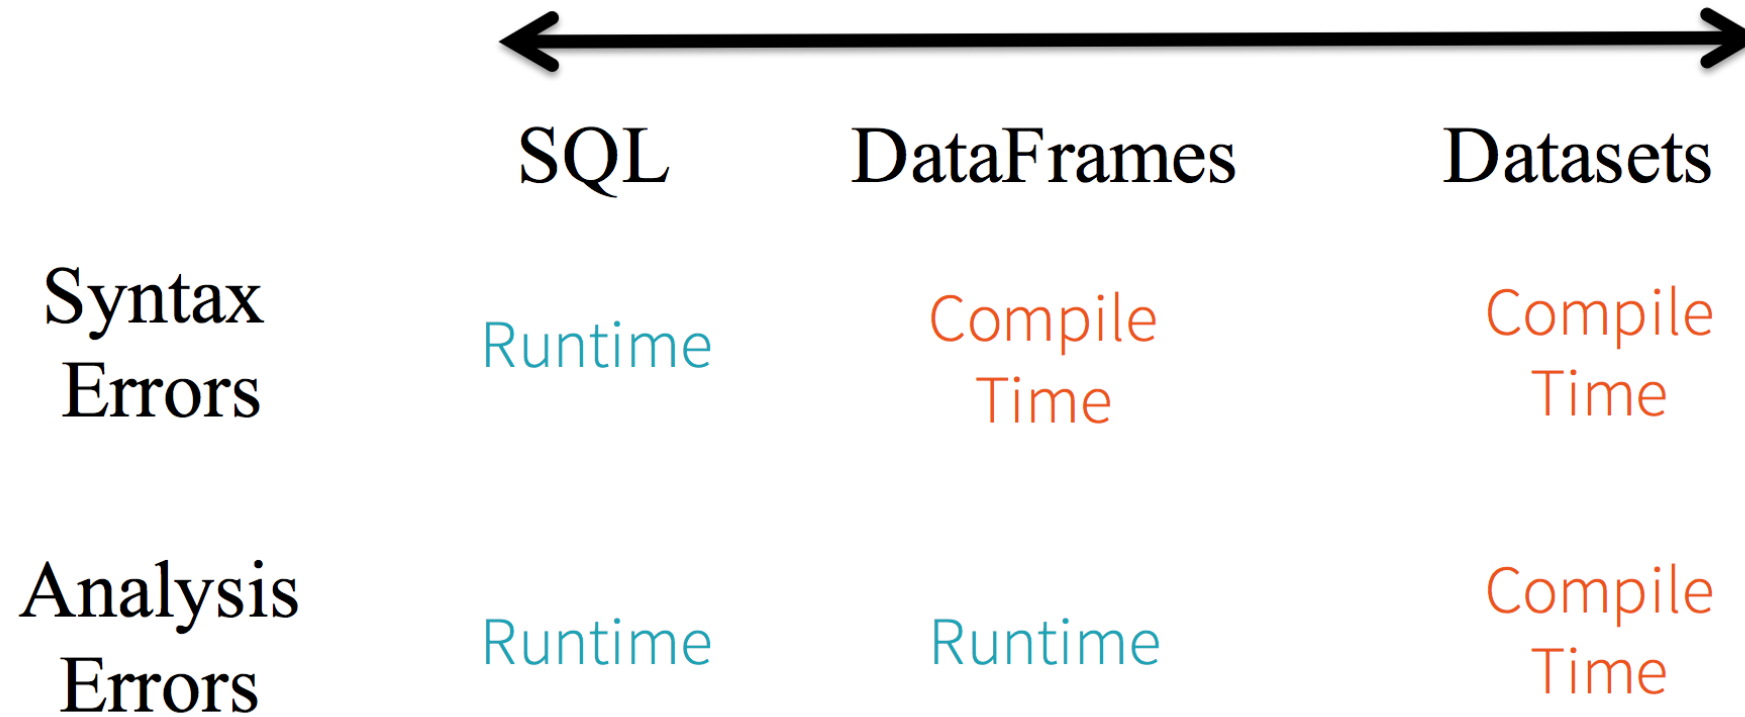 SQL DataFrames Datasets
Syntax
Errors
Runtime
Compile
Time
Compile
Time
Analysis
Errors
Runtime
Runtime
Compile
Time